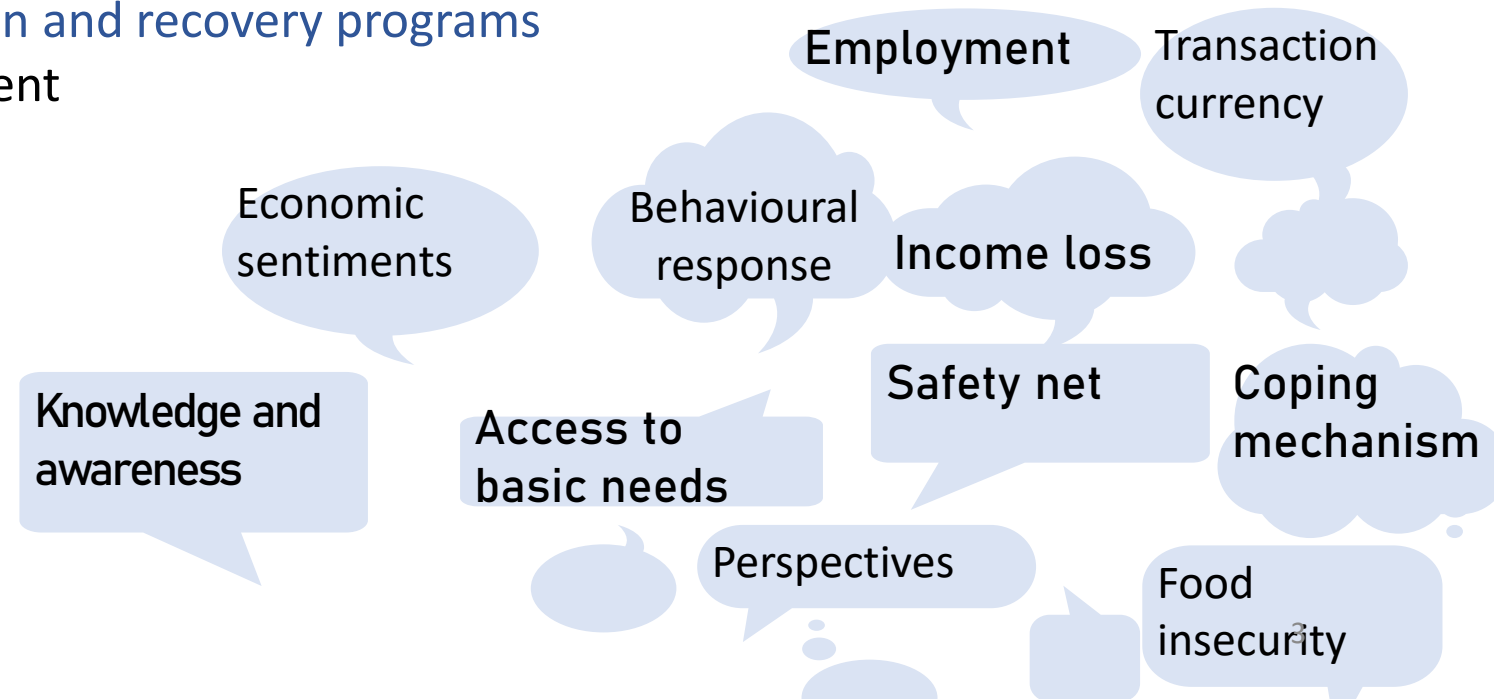 n and recovery programs
ent
Employment
Transaction
currency
Economic
sentiments
Behavioural
response
Income loss
Knowledge and
awareness
Access to
basic needs
Safety net
Coping
mechanism
Perspectives
Food
insecurity
3